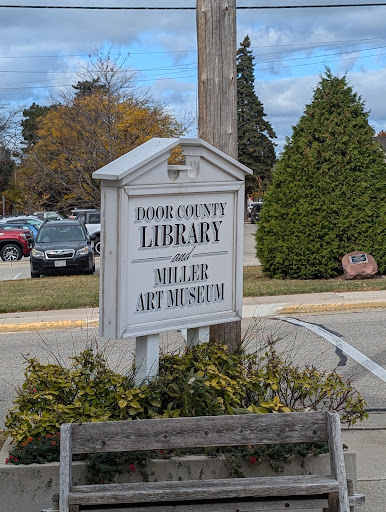 DOOR COUNTY
LIBRARY
and
MILLER
ART MUSEUM